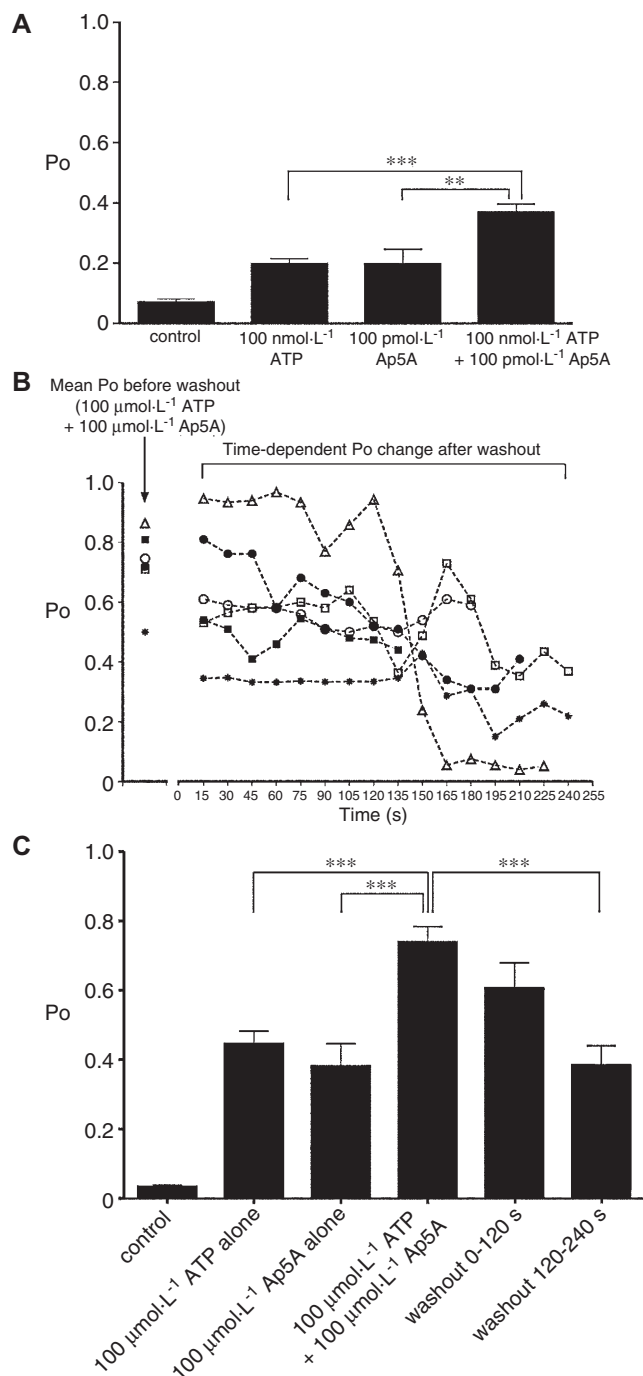 A
1.0
0.8
0.6
Po
0.4
0.2
0
***
**
control
100 nmol·L-1
ATP
100 pmol·L-1
Ap5A
100 nmol·L-1 ATP
+ 100 pmol·L-1 Ap5A
B
Mean Po before washout
(100 μmol·L-1 ATP
+ 100 μmol·L-1 Ap5A)
Time-dependent Po change after washout
1.0
0.8
0.6
Po
0.4
0.2
0
0 15 30 45 60 75 90 105 120 135 150 165 180 195 210 225 240 255
Time (s)
C
1.0
0.8
0.6
Po
0.4
0.2
0
***
***
***
control
100 μmol·L-1 ATP alone
100 μmol·L-1 Ap5A alone
100 μmol·L-1 ATP
+ 100 μmol·L-1 Ap5A
washout 0-120 s
washout 120-240 s